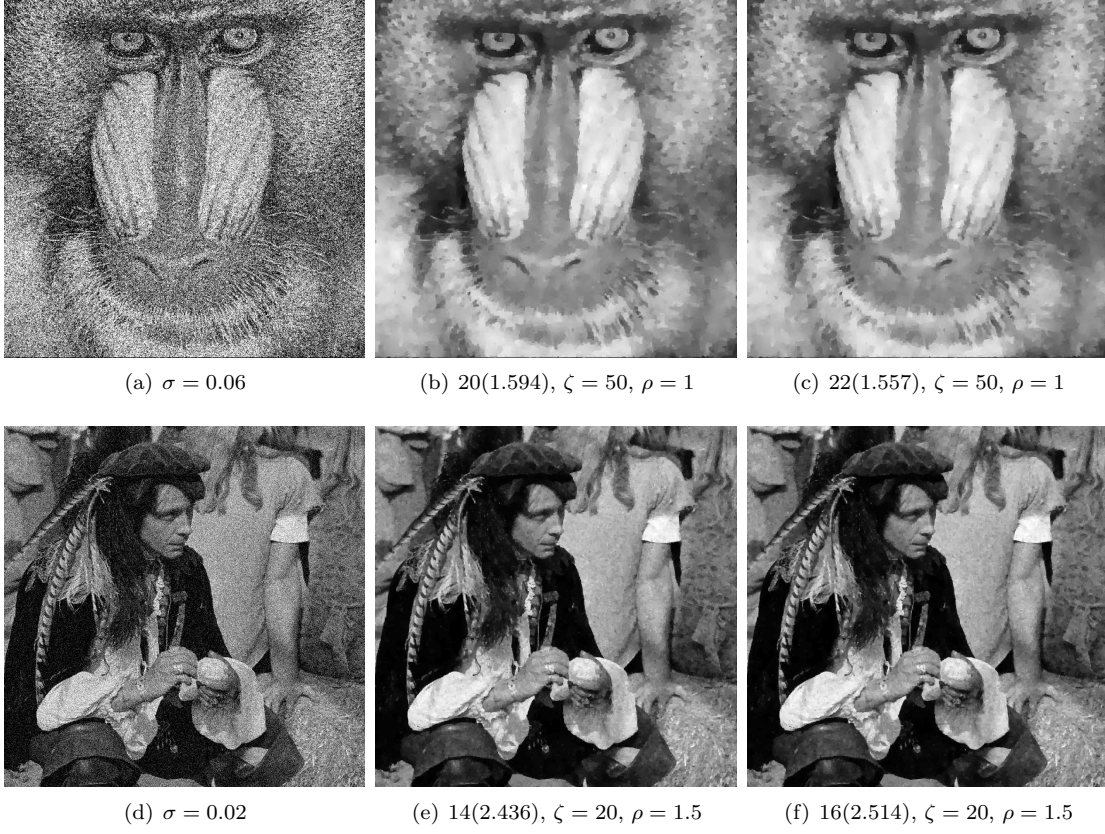 (a) σ = 0.06
(b) 20(1.594), ζ = 50, ρ = 1
(c) 22(1.557), ζ = 50, ρ = 1
(d) σ = 0.02
(e) 14(2.436), ζ = 20, ρ = 1.5
(f) 16(2.514), ζ = 20, ρ = 1.5